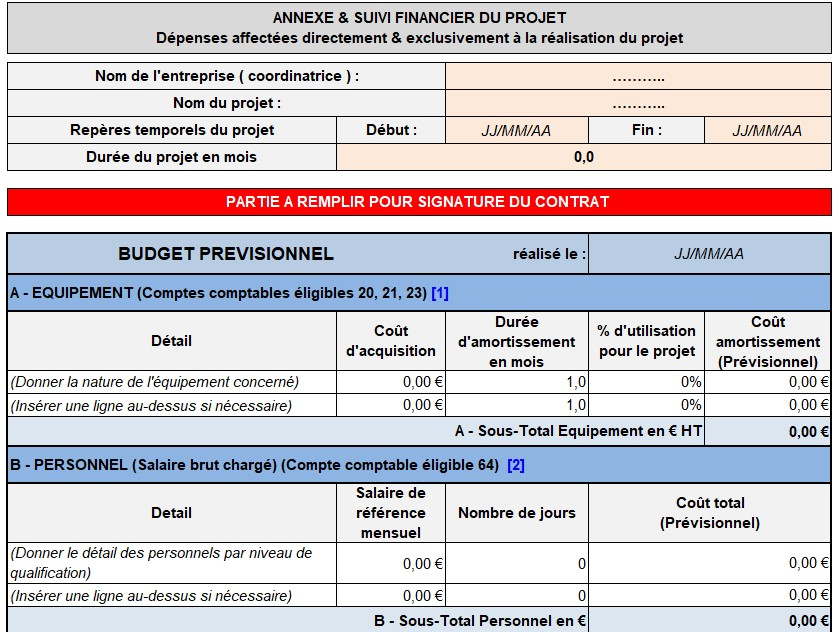 ANNEXE & SUIVI FINANCIER DU PROJET
Dépenses affectées directement & exclusivement à la réalisation du projet
Nom de l'entreprise ( coordinatrice ) : ………..
Nom du projet : ………..
Repères temporels du projet Début : JJ/MM/AA Fin : JJ/MM/AA
Durée du projet en mois 0,0
PARTIE A REMPLIR POUR SIGNATURE DU CONTRAT
BUDGET PREVISIONNEL réalisé le : JJ/MM/AA
A - EQUIPEMENT (Comptes comptables éligibles 20, 21, 23) [1]
Détail
Coût
d'acquisition
Durée
d'amortissement
en mois
% d'utilisation
pour le projet
Coût
amortissement
(Prévisionnel)
(Donner la nature de l'équipement concerné) 0,00 € 1,0 0% 0,00 €
(Insérer une ligne au-dessus si nécessaire) 0,00 € 1,0 0% 0,00 €
A - Sous-Total Equipement en € HT 0,00 €
B - PERSONNEL (Salaire brut chargé) (Compte comptable éligible 64) [2]
Detail
Salaire de
référence
mensuel
Nombre de jours
Coût total
(Prévisionnel)
(Donner le détail des personnels par niveau de
qualification) 0,00 € 0 0,00 €
(Insérer une ligne au-dessus si nécessaire) 0,00 € 0 0,00 €
B - Sous-Total Personnel en € 0,00 €